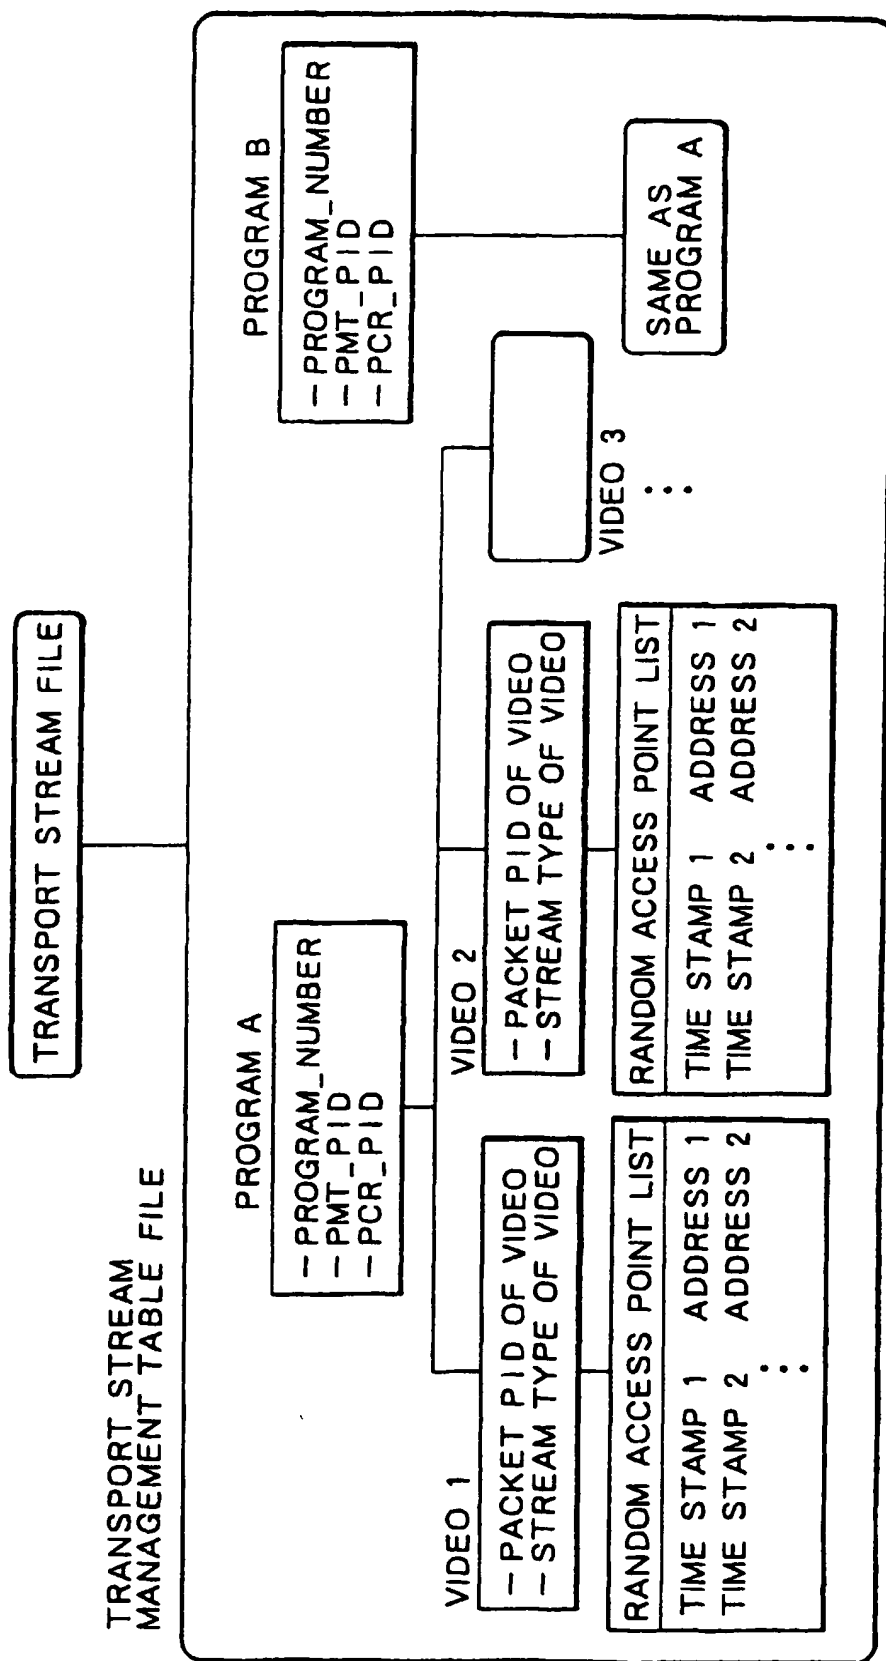 TRANSPORT STREAM FILE
TRANSPORT STREAM
MANAGEMENT TABLE FILE
PROGRAM A
–PROGRAM_NUMBER
–PMT_PID
–PCR_PID
PROGRAM B
–PROGRAM_NUMBER
–PMT_PID
–PCR_PID
VIDEO 1
–PACKET PID OF VIDEO
–STREAM TYPE OF VIDEO
RANDOM ACCESS POINT LIST
TIME STAMP 1 ADDRESS 1
TIME STAMP 2 ADDRESS 2
⋮
VIDEO 2
–PACKET PID OF VIDEO
–STREAM TYPE OF VIDEO
RANDOM ACCESS POINT LIST
TIME STAMP 1 ADDRESS 1
TIME STAMP 2 ADDRESS 2
⋮
VIDEO 3
⋮
SAME AS
PROGRAM A